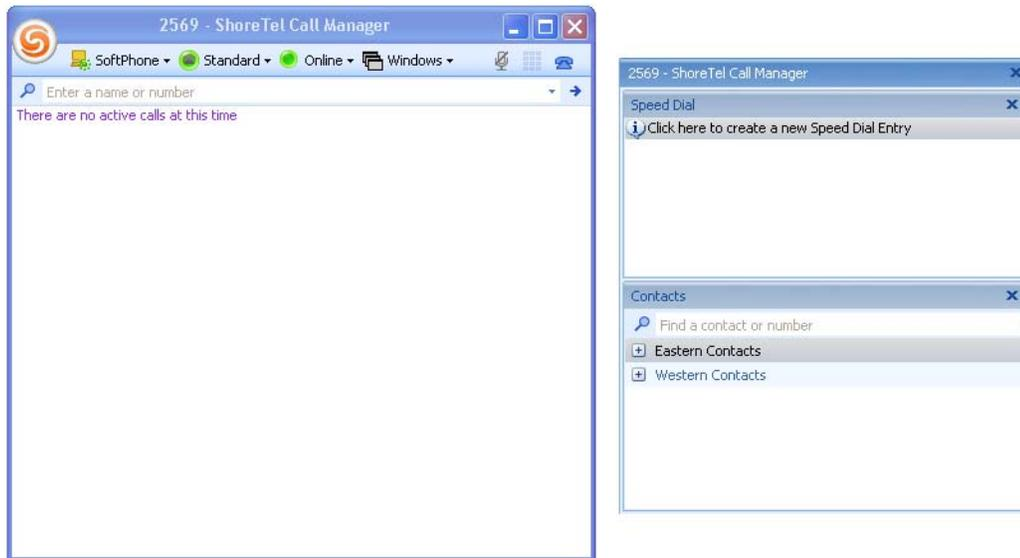 2569 - ShoreTel Call Manager
SoftPhone Standard Online Windows
Enter a name or number
There are no active calls at this time
2569 - ShoreTel Call Manager
Speed Dial
Click here to create a new Speed Dial Entry
Contacts
Find a contact or number
Eastern Contacts
Western Contacts